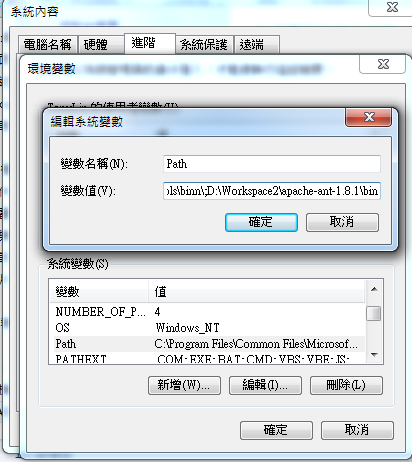 系統內容
電腦名稱 硬體 進階 系統保護 遠端
環境變數
的使用者變數(U)
編輯系統變數
變數名稱(N): Path
變數值(V): ols\binn\;D:\Workspace2\apache-ant-1.8.1\bin
確定 取消
系統變數(S)
變數 值
NUMBER_OF_P... 4
OS Windows_NT
Path C:\Program Files\Common Files\Microsof...
PATHEXT .COM;.EXE;.BAT;.CMD;.VBS;.VBE;.JS;...
新增(W)... 編輯(I)... 刪除(L)
確定 取消